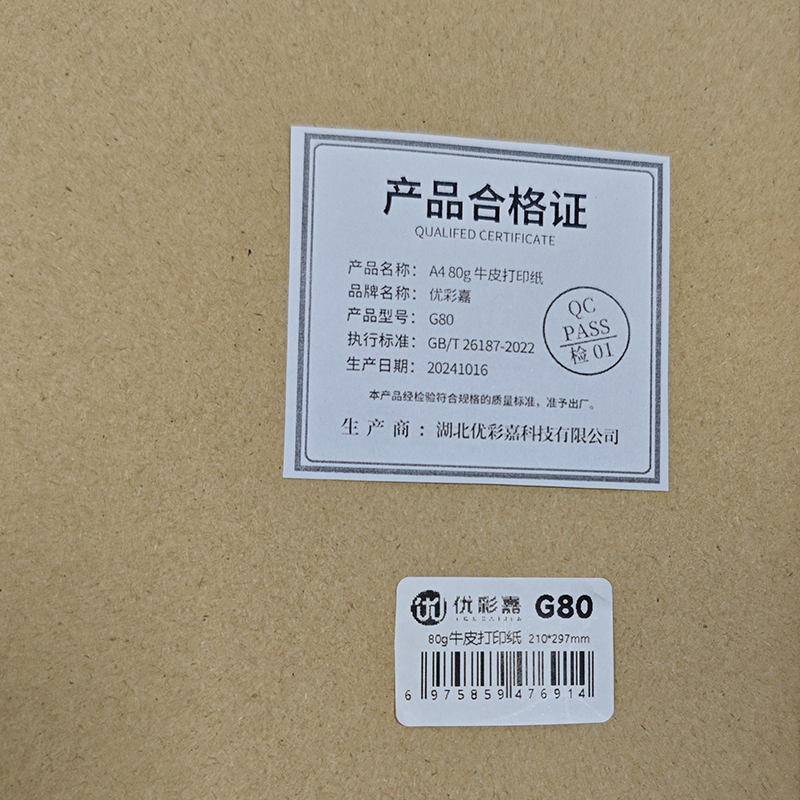 产品合格证
QUALIFED CERTIFICATE
产品名称： A4 80g 牛皮打印纸
品牌名称： 优彩嘉
产品型号： G80
执行标准： GB/T 26187-2022
生产日期： 20241016
QC
PASS
检 01
本产品经检验符合规格的质量标准，准予出厂。
生产商：湖北优彩嘉科技有限公司
优彩嘉 G80
80g牛皮打印纸 210*297mm
6 975859 476914